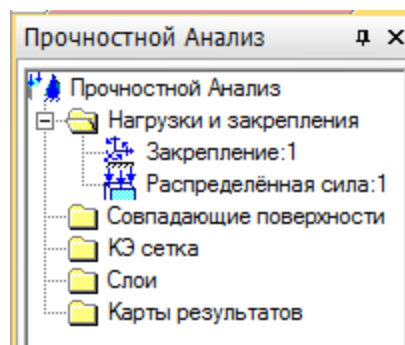 Прочностной Анализ
Прочностной Анализ
Нагрузки и закрепления
Закрепление:1
Распределённая сила:1
Совпадающие поверхности
КЭ сетка
Слои
Карты результатов